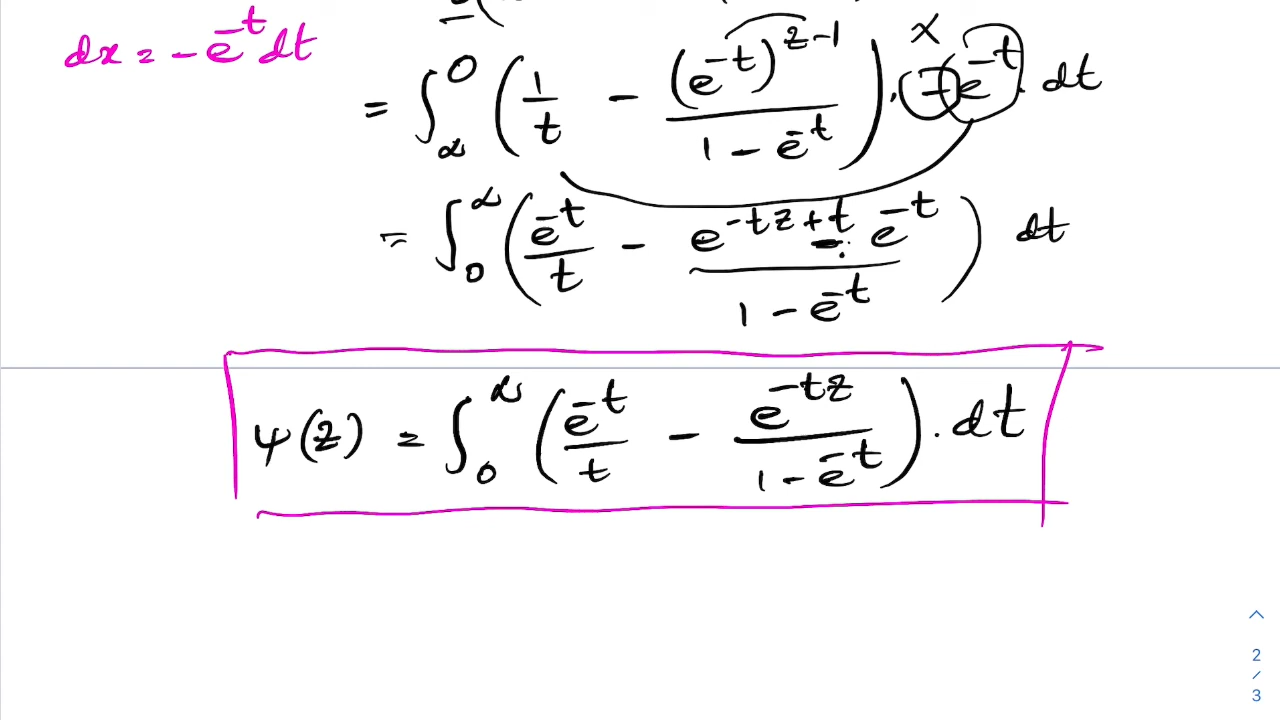 dx = -e^{-t} dt
= ∫_∞^0 ( 1/t - (e^{-t})^{z-1} / (1 - e^{-t}) ) · (-) e^{-t} · dt
= ∫_0^∞ ( e^{-t}/t - e^{-tz+t} · e^{-t} / (1 - e^{-t}) ) dt
ψ(z) = ∫_0^∞ ( e^{-t}/t - e^{-tz} / (1 - e^{-t}) ) · dt
2
/
3